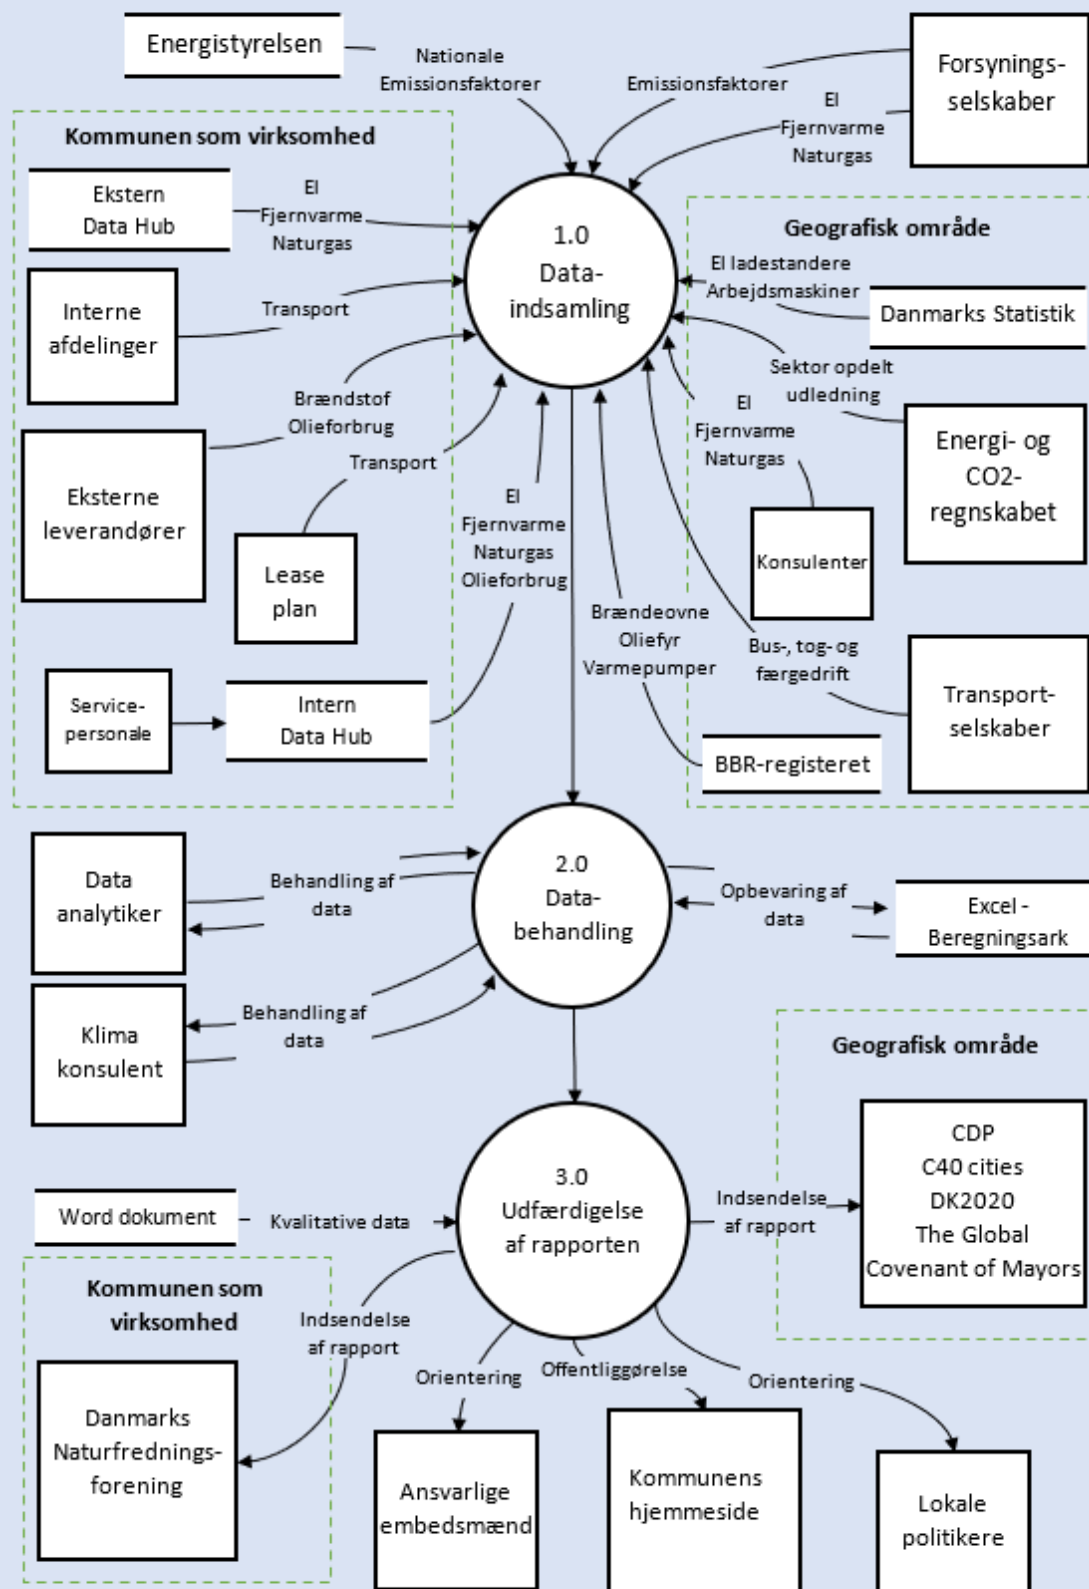 Energistyrelsen
Nationale
Emissionsfaktorer
Emissionsfaktorer
Forsynings-
selskaber
El
Fjernvarme
Naturgas
Kommunen som virksomhed
Ekstern
Data Hub
El
Fjernvarme
Naturgas
Interne
afdelinger
Transport
Eksterne
leverandører
Brændstof
Olieforbrug
Lease
plan
Transport
Service-
personale
Intern
Data Hub
El
Fjernvarme
Naturgas
Olieforbrug
1.0
Data-
indsamling
Geografisk område
El ladestandere
Arbejdsmaskiner
Danmarks Statistik
Sektor opdelt
udledning
Energi- og
CO2-
regnskabet
El
Fjernvarme
Naturgas
Konsulenter
Brændeovne
Oliefyr
Varmepumper
Bus-, tog- og
færgedrift
Transport-
selskaber
BBR-registeret
Data
analytiker
Behandling af
data
2.0
Data-
behandling
Opbevaring af
data
Excel -
Beregningsark
Klima
konsulent
Behandling af
data
Geografisk område
CDP
C40 cities
DK2020
The Global
Covenant of Mayors
Indsendelse
af rapport
3.0
Udfærdigelse
af rapporten
Word dokument
Kvalitative data
Kommunen som
virksomhed
Indsendelse
af rapport
Danmarks
Naturfrednings-
forening
Orientering
Offentliggørelse
Orientering
Ansvarlige
embedsmænd
Kommunens
hjemmeside
Lokale
politikere